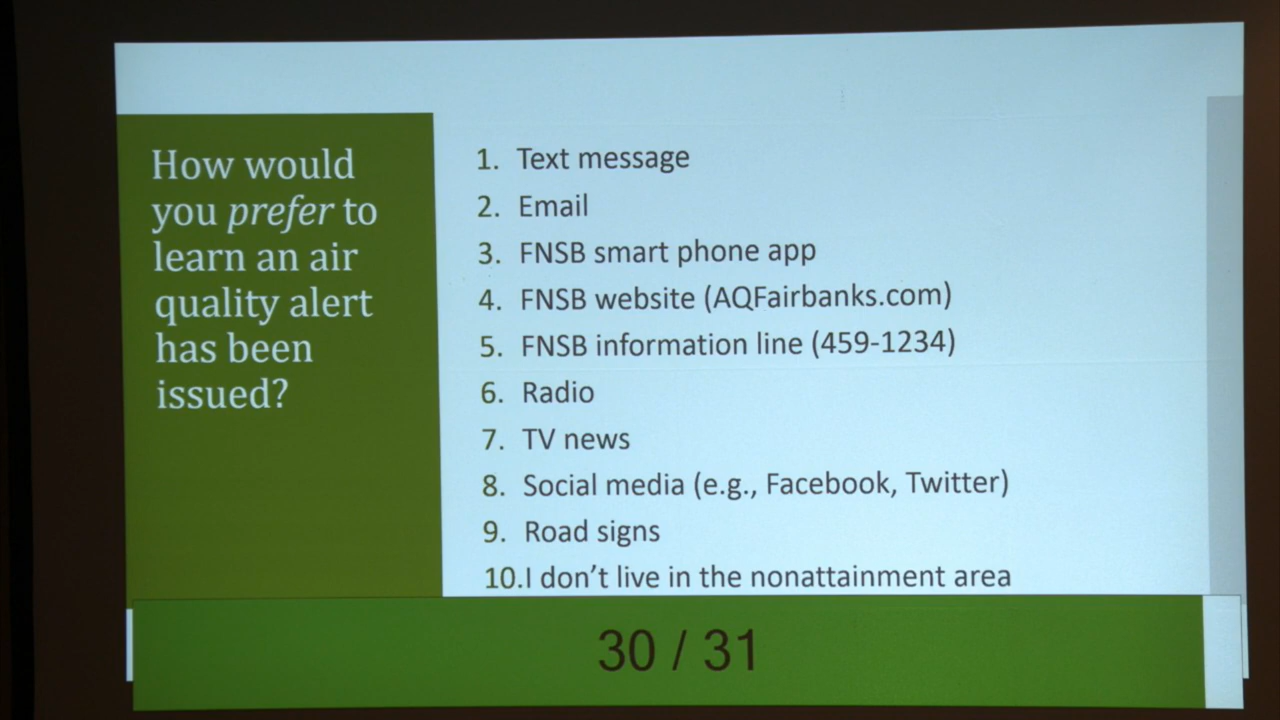 How would
you prefer to
learn an air
quality alert
has been
issued?
1. Text message
2. Email
3. FNSB smart phone app
4. FNSB website (AQFairbanks.com)
5. FNSB information line (459-1234)
6. Radio
7. TV news
8. Social media (e.g., Facebook, Twitter)
9. Road signs
10.I don't live in the nonattainment area
30 / 31